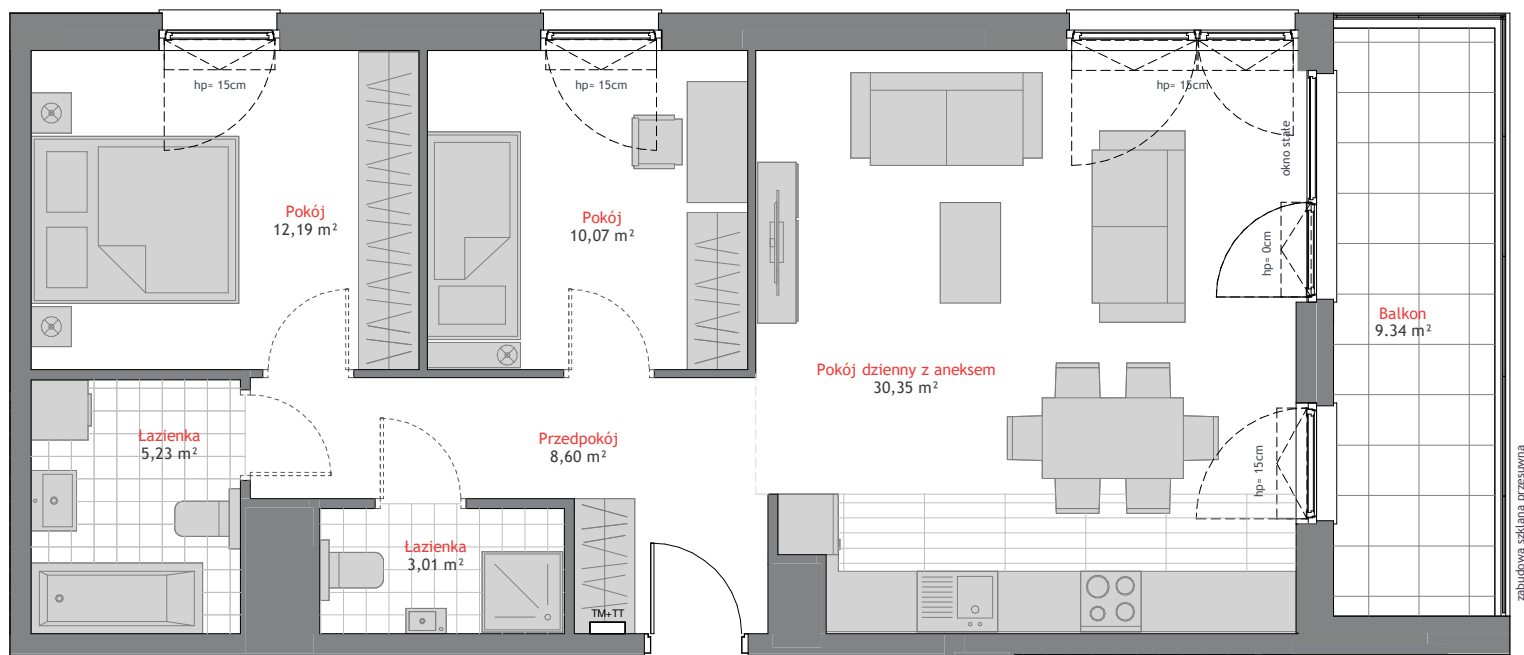 hp= 15cm
hp= 15cm
hp= 15cm
okno stałe
Pokój
12,19 m²
Pokój
10,07 m²
hp= 0cm
Balkon
9.34 m²
Pokój dzienny z aneksem
30,35 m²
Łazienka
5,23 m²
Przedpokój
8,60 m²
hp= 15cm
Łazienka
3,01 m²
TM+TT
zabudowa szklana przesuwna